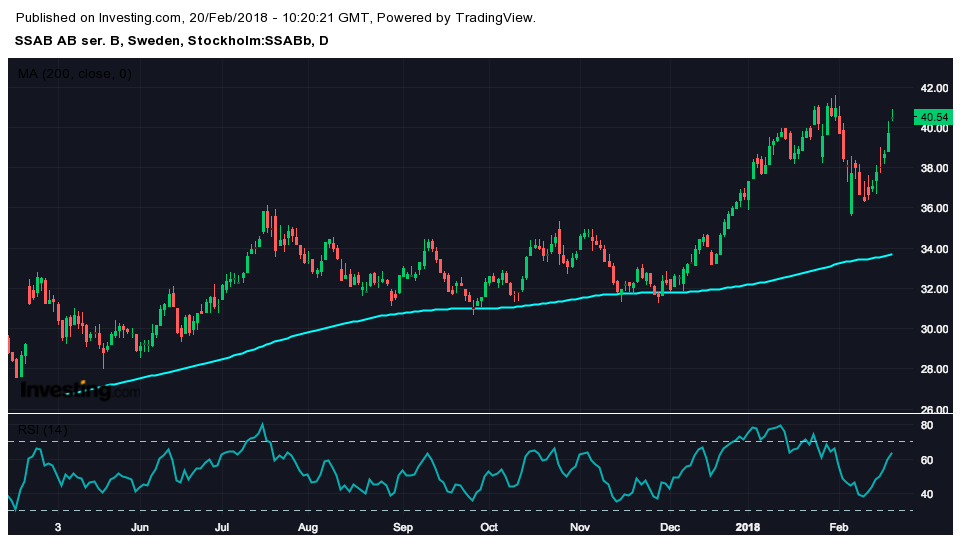 Published on Investing.com, 20/Feb/2018 - 10:20:21 GMT, Powered by TradingView.
SSAB AB ser. B, Sweden, Stockholm:SSABb, D
MA (200, close, 0)
42.00
40.54
40.00
38.00
36.00
34.00
32.00
30.00
28.00
Investing.com
26.00
RSI (14)
80
60
40
3 Jun Jul Aug Sep Oct Nov Dec 2018 Feb